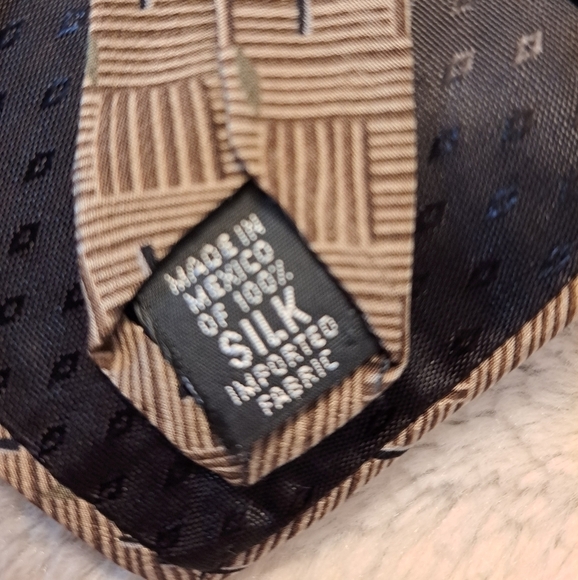 MADE IN
MEXICO
OF 100%
SILK
IMPORTED
FABRIC